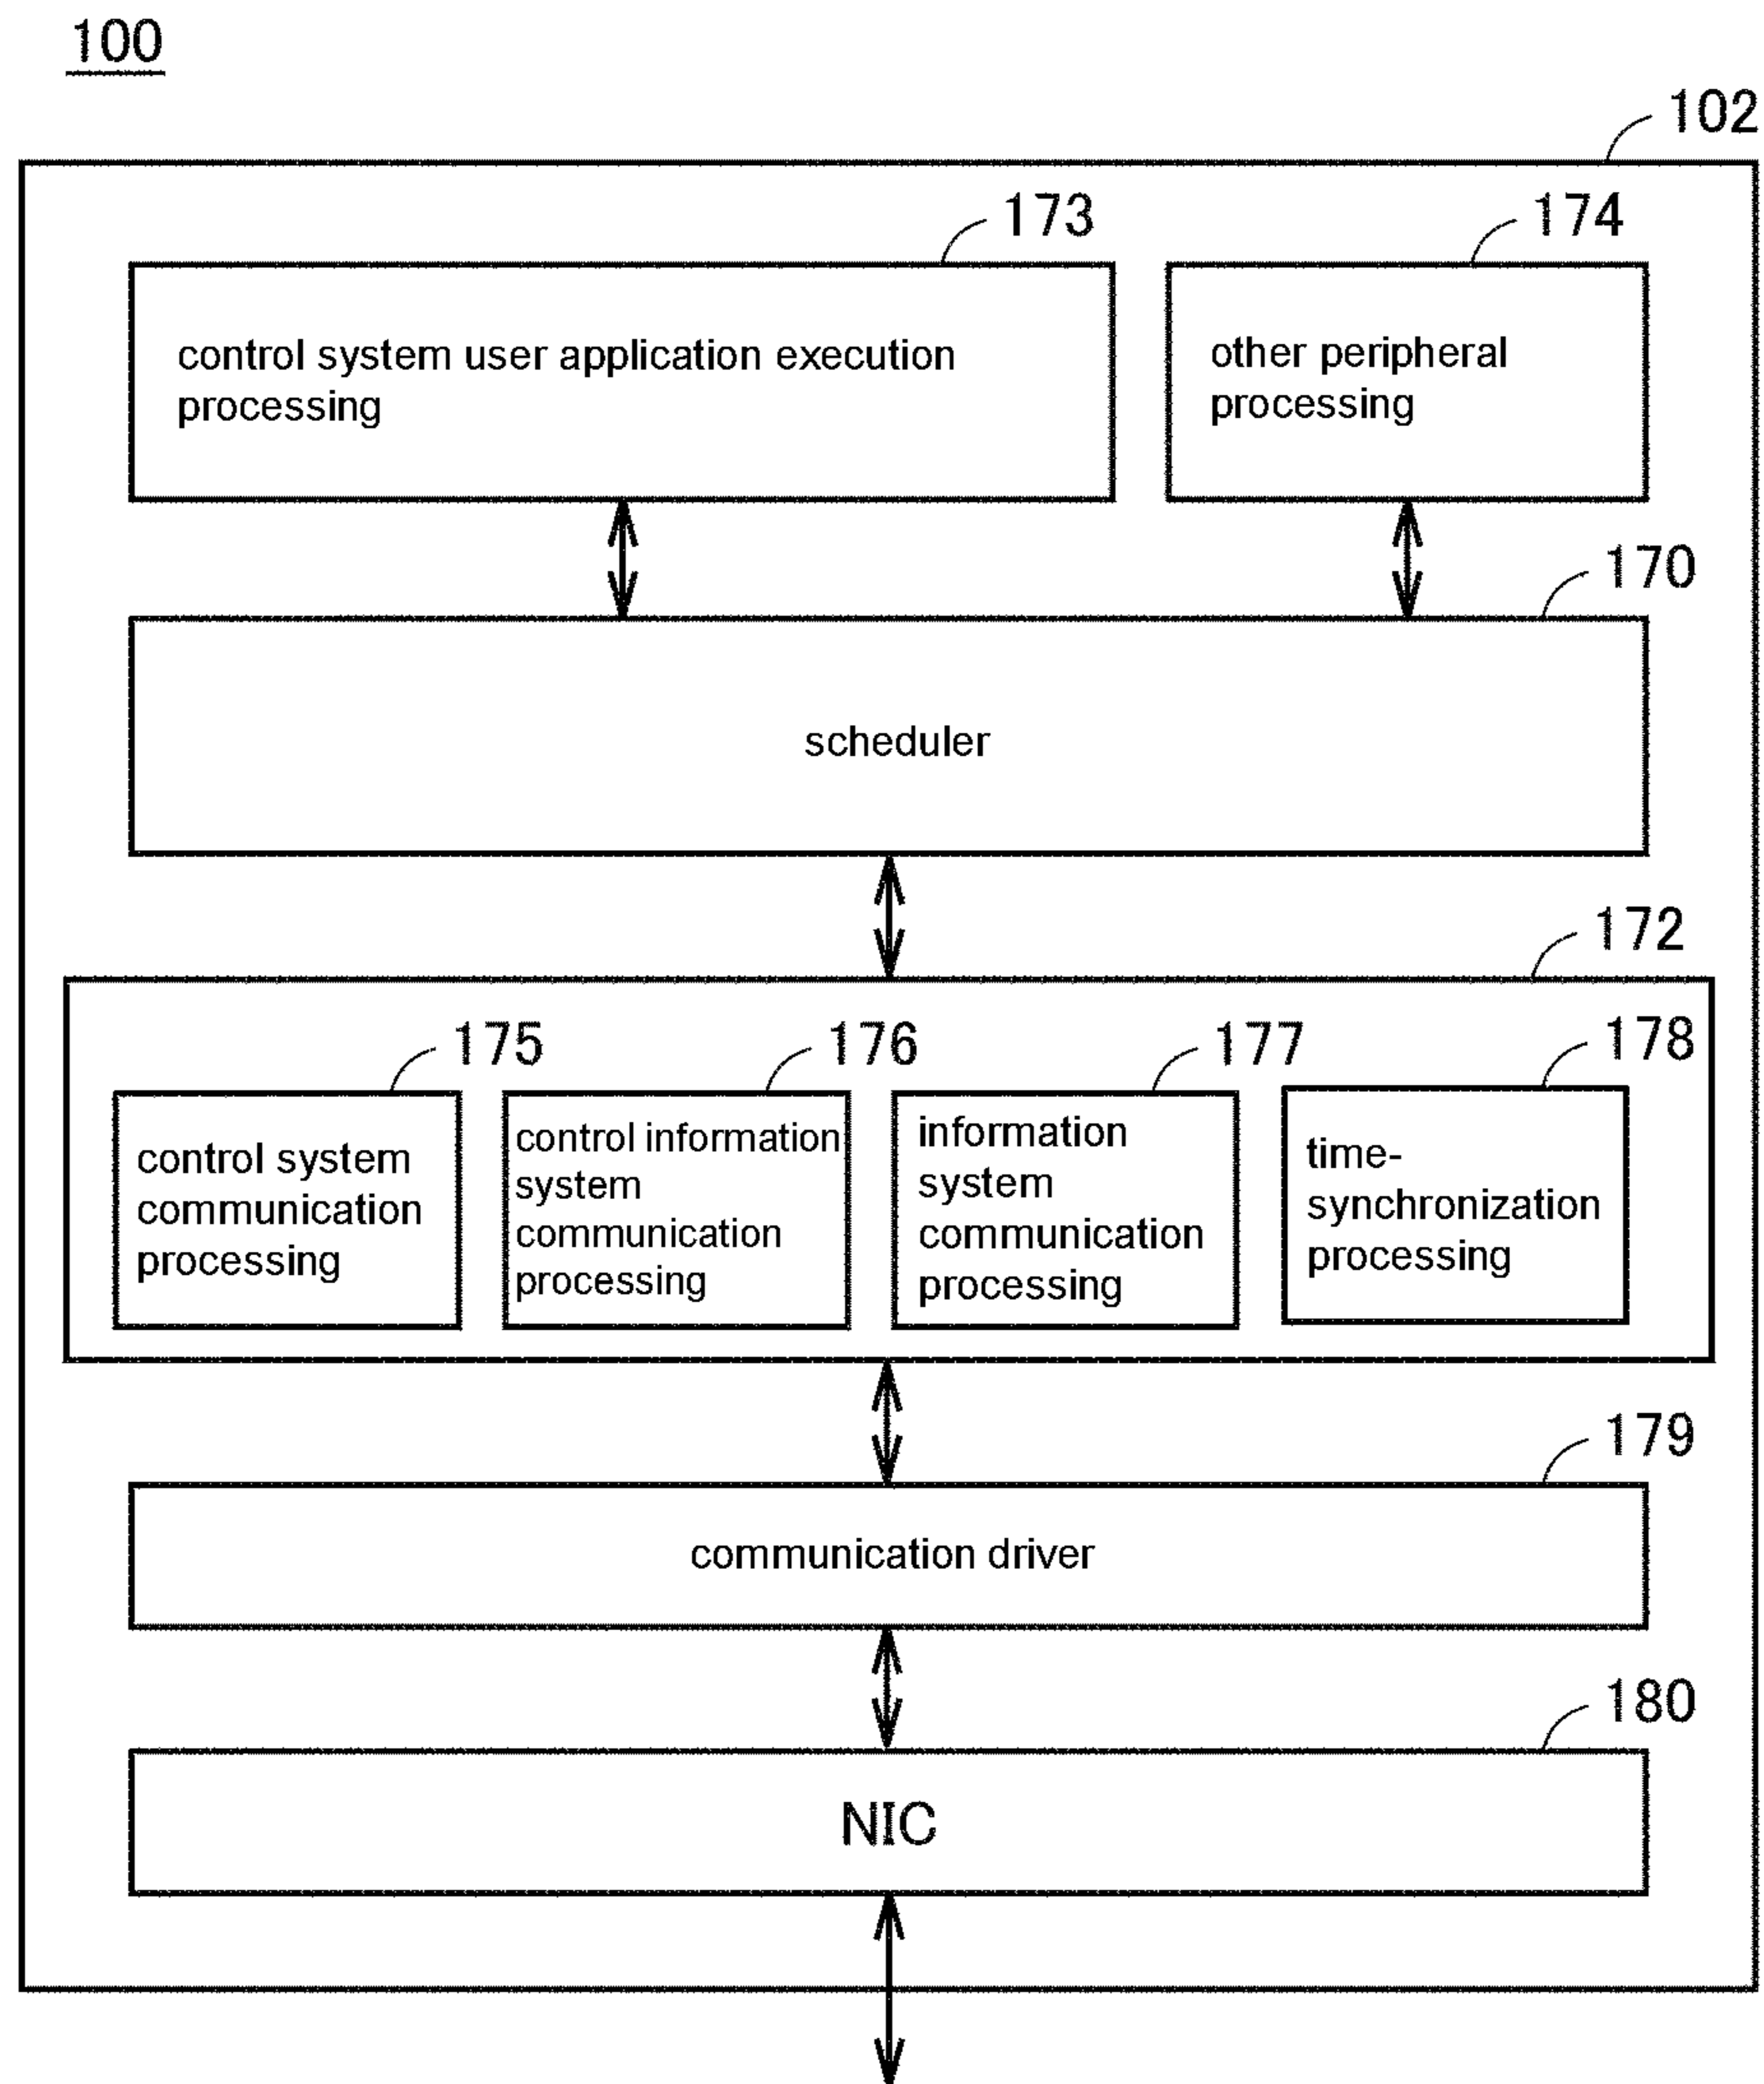 100
102
173
control system user application execution
processing
174
other peripheral
processing
170
scheduler
172
175
control system
communication
processing
176
control information
system
communication
processing
177
information
system
communication
processing
178
time-
synchronization
processing
179
communication driver
180
NIC